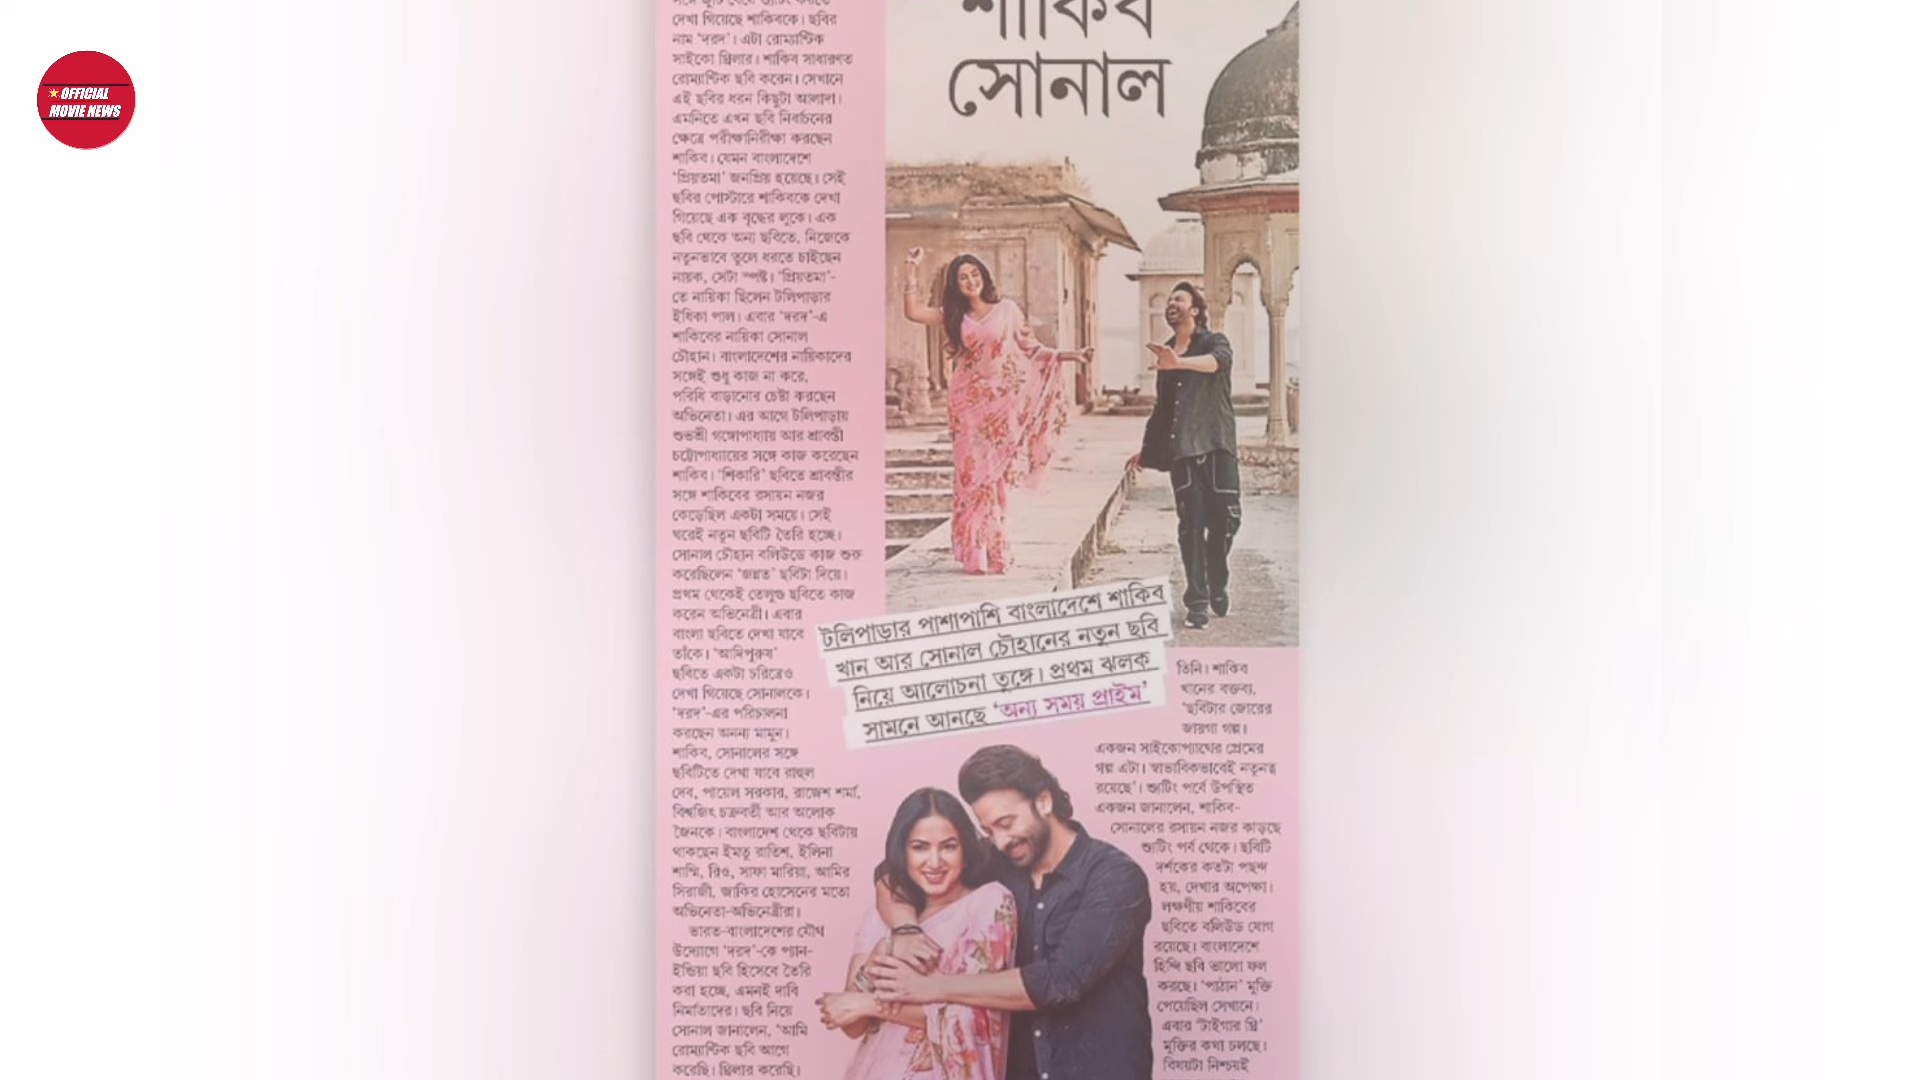 OFFICIAL
MOVIE NEWS
শাকিব
সোনাল
দেখা গিয়েছে শাকিবকে। ছবির
নাম ‘দরদ’। এটা রোম্যান্টিক
সাইকো থ্রিলার। শাকিব সাধারণত
রোম্যান্টিক ছবি করেন। সেখানে
এই ছবির ধরন কিছুটা আলাদা।
এমনিতে এখন ছবি নির্বাচনের
ক্ষেত্রে পরীক্ষানিরীক্ষা করছেন
শাকিব। যেমন বাংলাদেশে
‘প্রিয়তমা’ জনপ্রিয় হয়েছে। সেই
ছবির পোস্টারে শাকিবকে দেখা
গিয়েছে এক বৃদ্ধের লুকে। এক
ছবি থেকে অন্য ছবিতে, নিজেকে
নতুনভাবে তুলে ধরতে চাইছেন
নায়ক, সেটা স্পষ্ট। ‘প্রিয়তমা’-
তে নায়িকা ছিলেন টলিপাড়ার
ইধিকা পাল। এবার ‘দরদ’-এ
শাকিবের নায়িকা সোনাল
চৌহান। বাংলাদেশের নায়িকাদের
সঙ্গেই শুধু কাজ না করে,
পরিধি বাড়ানোর চেষ্টা করছেন
অভিনেতা। এর আগে টলিপাড়ায়
শুভশ্রী গঙ্গোপাধ্যায় আর শ্রাবন্তী
চট্টোপাধ্যায়ের সঙ্গে কাজ করেছেন
শাকিব। ‘শিকারি’ ছবিতে শ্রাবন্তীর
সঙ্গে শাকিবের রসায়ন নজর
কেড়েছিল একটা সময়ে। সেই
ঘরেই নতুন ছবিটি তৈরি হচ্ছে।
সোনাল চৌহান বলিউডে কাজ শুরু
করেছিলেন ‘জন্নত’ ছবিটা দিয়ে।
প্রথম থেকেই তেলুগু ছবিতে কাজ
করেন অভিনেত্রী। এবার
বাংলা ছবিতে দেখা যাবে
তাঁকে। ‘আদিপুরুষ’
ছবিতে একটা চরিত্রেও
দেখা গিয়েছে সোনালকে।
‘দরদ’-এর পরিচালনা
করছেন অনন্য মামুন।
শাকিব, সোনালের সঙ্গে
ছবিটিতে দেখা যাবে রাহুল
দেব, পায়েল সরকার, রাজেশ শর্মা,
বিশ্বজিৎ চক্রবর্তী আর অলোক
জৈনকে। বাংলাদেশ থেকে ছবিটায়
থাকছেন ইমতু রাতিশ, ইলিনা
শাম্মি, রিও, সাফা মারিয়া, আমির
সিরাজী, জাকির হোসেনের মতো
অভিনেতা-অভিনেত্রীরা।
ভারত-বাংলাদেশের যৌথ
উদ্যোগে ‘দরদ’-কে প্যান-
ইন্ডিয়া ছবি হিসেবে তৈরি
করা হচ্ছে, এমনই দাবি
নির্মাতাদের। ছবি নিয়ে
সোনাল জানালেন, ‘আমি
রোম্যান্টিক ছবি আগে
করেছি। থ্রিলার করেছি।
টলিপাড়ার পাশাপাশি বাংলাদেশে শাকিব
খান আর সোনাল চৌহানের নতুন ছবি
নিয়ে আলোচনা তুঙ্গে। প্রথম ঝলক
সামনে আনছে ‘অন্য সময় প্রাইম’
তিনি। শাকিব
খানের বক্তব্য,
‘ছবিটার জোরের
জায়গা গল্প।
একজন সাইকোপ্যাথের প্রেমের
গল্প এটা। স্বাভাবিকভাবেই নতুনত্ব
রয়েছে’। শুটিং পর্বে উপস্থিত
একজন জানালেন, শাকিব-
সোনালের রসায়ন নজর কাড়ছে
শুটিং পর্ব থেকে। ছবিটি
দর্শকের কতটা পছন্দ
হয়, দেখার অপেক্ষা।
লক্ষণীয় শাকিবের
ছবিতে বলিউড যোগ
রয়েছে। বাংলাদেশে
হিন্দি ছবি ভালো ফল
করছে। ‘পাঠান’ মুক্তি
পেয়েছিল সেখানে।
এবার ‘টাইগার থ্রি’
মুক্তির কথা চলছে।
বিষয়টা নিশ্চয়ই